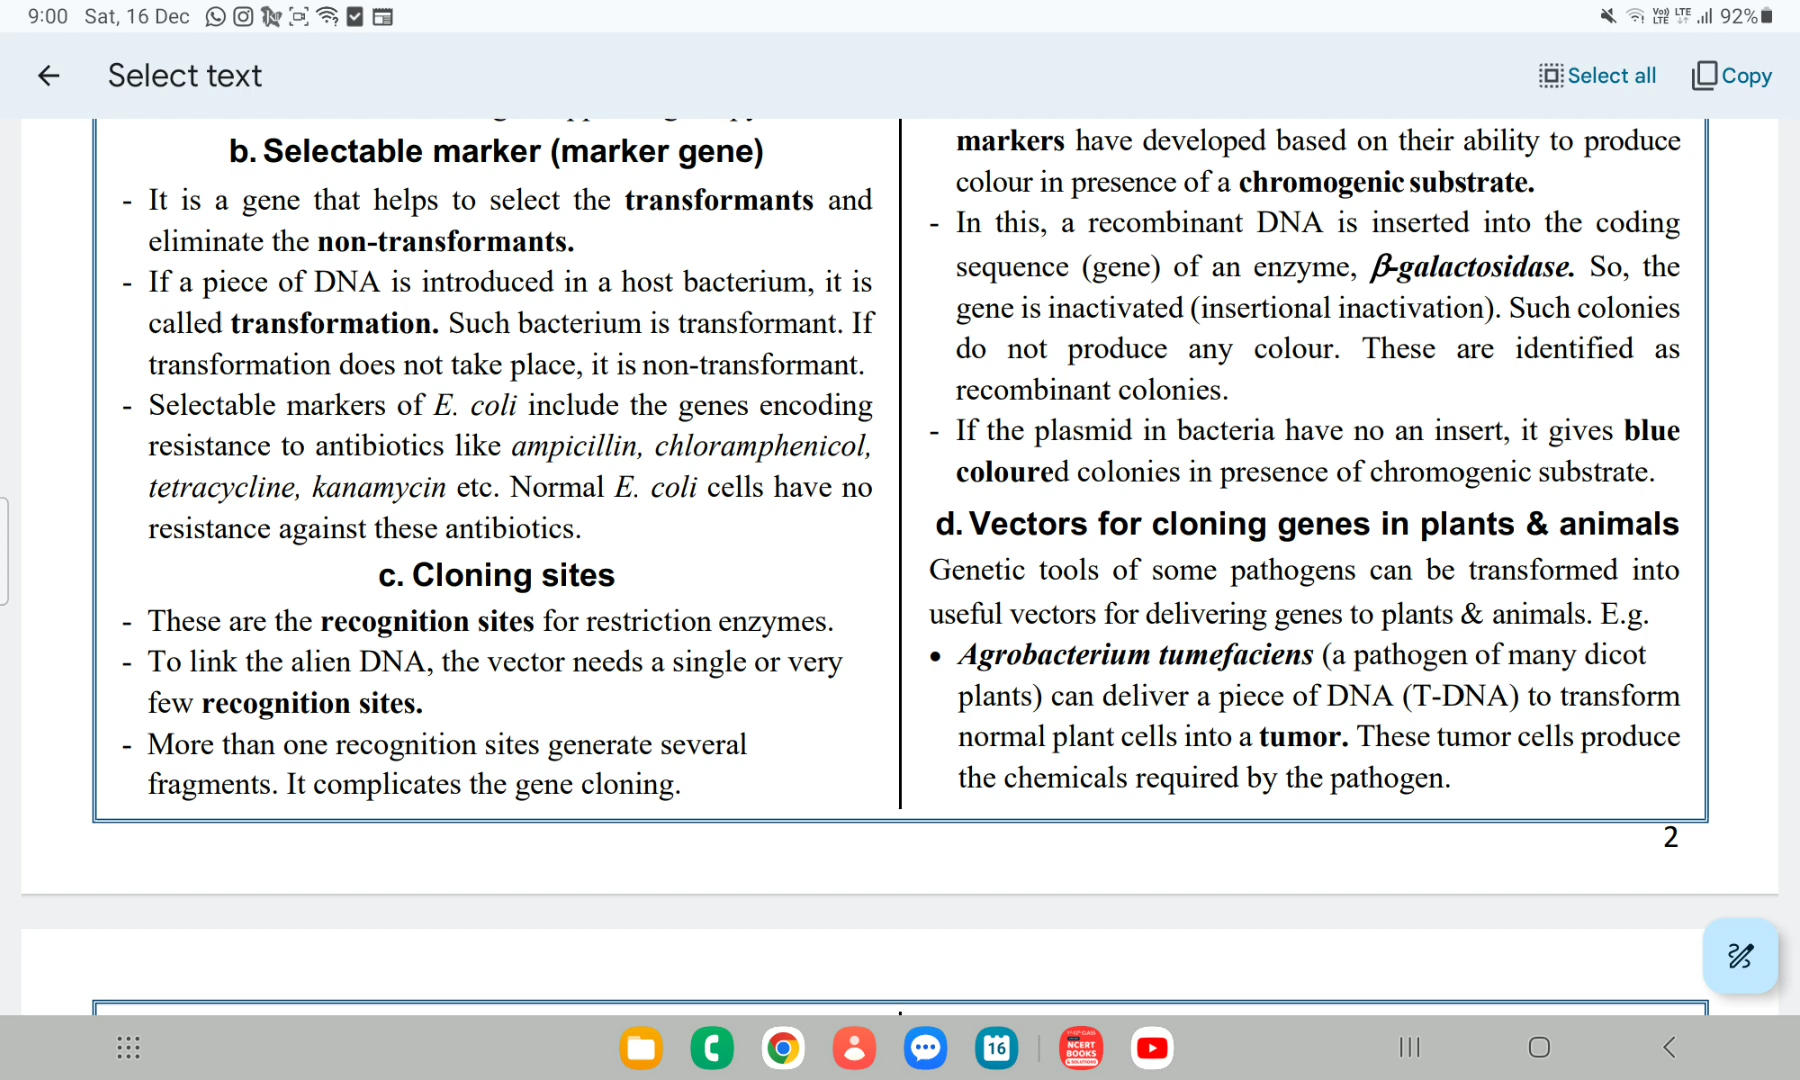 9:00 Sat, 16 Dec
Vo)) LTE LTE 92%
Select text
Select all
Copy
b. Selectable marker (marker gene)
- It is a gene that helps to select the transformants and
eliminate the non-transformants.
- If a piece of DNA is introduced in a host bacterium, it is
called transformation. Such bacterium is transformant. If
transformation does not take place, it is non-transformant.
- Selectable markers of E. coli include the genes encoding
resistance to antibiotics like ampicillin, chloramphenicol,
tetracycline, kanamycin etc. Normal E. coli cells have no
resistance against these antibiotics.
c. Cloning sites
- These are the recognition sites for restriction enzymes.
- To link the alien DNA, the vector needs a single or very
few recognition sites.
- More than one recognition sites generate several
fragments. It complicates the gene cloning.
markers have developed based on their ability to produce
colour in presence of a chromogenic substrate.
- In this, a recombinant DNA is inserted into the coding
sequence (gene) of an enzyme, β-galactosidase. So, the
gene is inactivated (insertional inactivation). Such colonies
do not produce any colour. These are identified as
recombinant colonies.
- If the plasmid in bacteria have no an insert, it gives blue
coloured colonies in presence of chromogenic substrate.
d. Vectors for cloning genes in plants & animals
Genetic tools of some pathogens can be transformed into
useful vectors for delivering genes to plants & animals. E.g.
• Agrobacterium tumefaciens (a pathogen of many dicot
plants) can deliver a piece of DNA (T-DNA) to transform
normal plant cells into a tumor. These tumor cells produce
the chemicals required by the pathogen.
2
16
NCERT
BOOKS